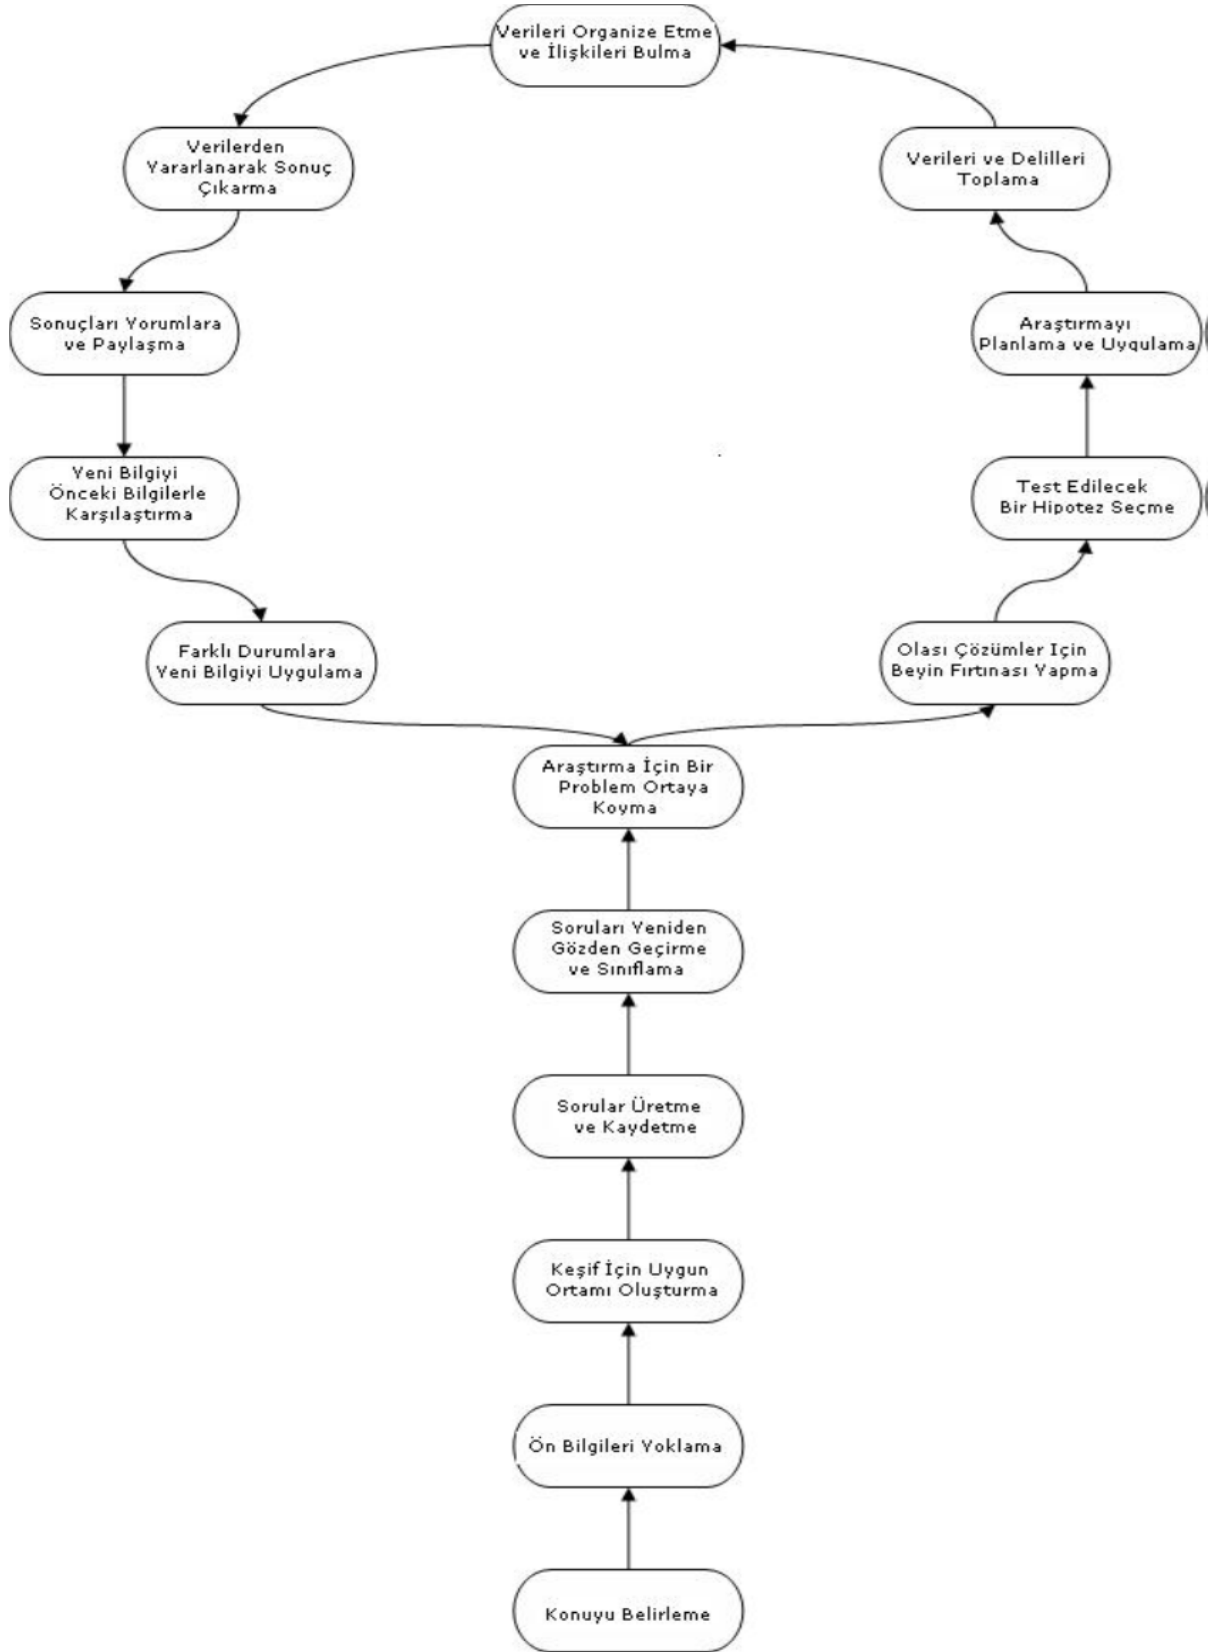 Verileri Organize Etme
ve İlişkileri Bulma
Verilerden
Yararlanarak Sonuç
Çıkarma
Verileri ve Delilleri
Toplama
Sonuçları Yorumlara
ve Paylaşma
Araştırmayı
Planlama ve Uygulama
Yeni Bilgiyi
Önceki Bilgilerle
Karşılaştırma
Test Edilecek
Bir Hipotez Seçme
Farklı Durumlara
Yeni Bilgiyi Uygulama
Olası Çözümler Için
Beyin Fırtınası Yapma
Araştırma İçin Bir
Problem Ortaya
Koyma
Soruları Yeniden
Gözden Geçirme
ve Sınıflama
Sorular Üretme
ve Kaydetme
Keşif İçin Uygun
Ortamı Oluşturma
Ön Bilgileri Yoklama
Konuyu Belirleme